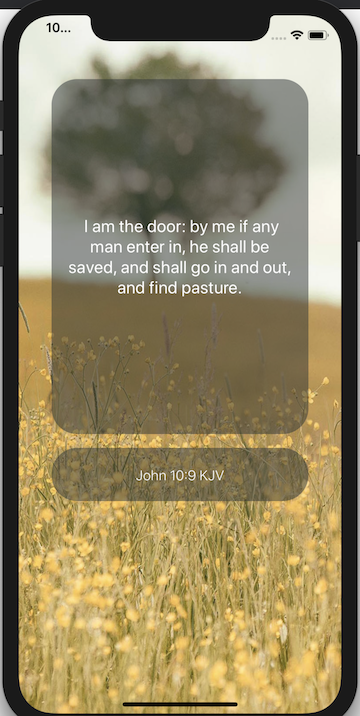 10...
I am the door: by me if any
man enter in, he shall be
saved, and shall go in and out,
and find pasture.
John 10:9 KJV